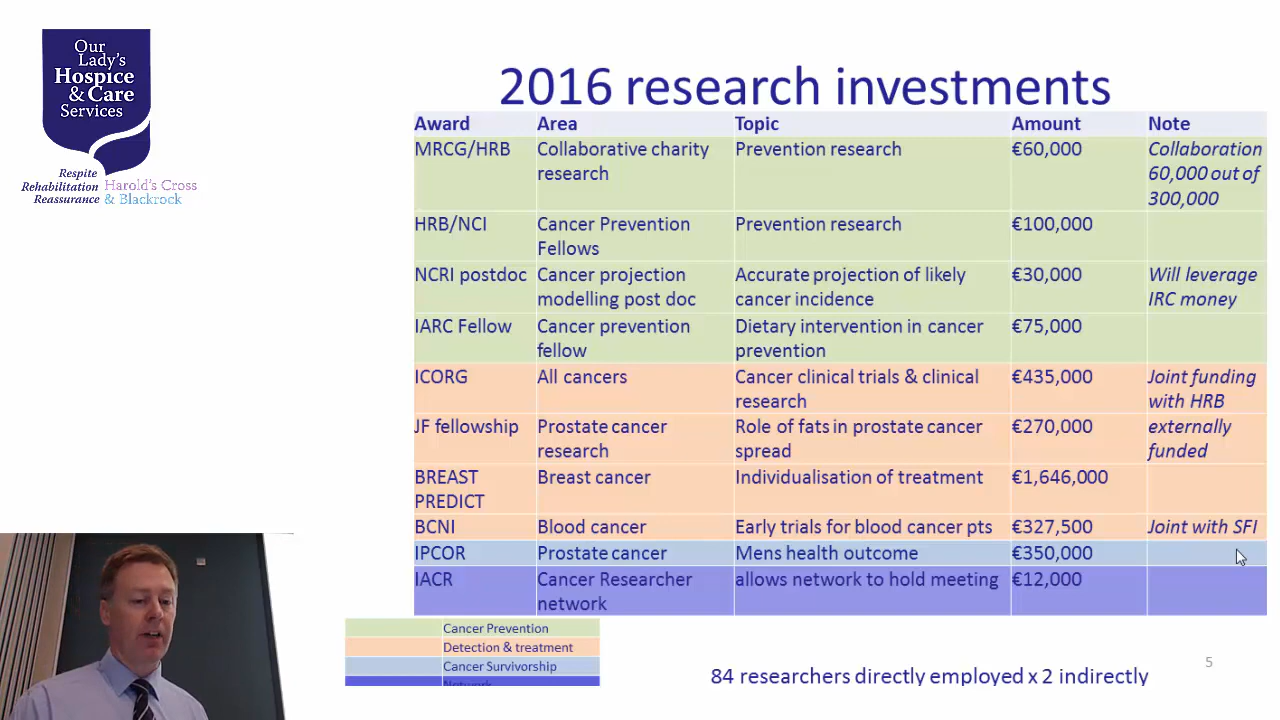 Our
Lady's
Hospice
& Care
Services
Respite
Rehabilitation
Reassurance
Harold's Cross
& Blackrock
2016 research investments
Award Area Topic Amount Note
MRCG/HRB Collaborative charity Prevention research €60,000 Collaboration
research 60,000 out of
300,000
HRB/NCI Cancer Prevention Prevention research €100,000
Fellows
NCRI postdoc Cancer projection Accurate projection of likely €30,000 Will leverage
modelling post doc cancer incidence IRC money
IARC Fellow Cancer prevention Dietary intervention in cancer €75,000
fellow prevention
ICORG All cancers Cancer clinical trials & clinical €435,000 Joint funding
research with HRB
JF fellowship Prostate cancer Role of fats in prostate cancer €270,000 externally
research spread funded
BREAST Breast cancer Individualisation of treatment €1,646,000
PREDICT
BCNI Blood cancer Early trials for blood cancer pts €327,500 Joint with SFI
IPCOR Prostate cancer Mens health outcome €350,000
IACR Cancer Researcher allows network to hold meeting €12,000
network
Cancer Prevention
Detection & treatment
Cancer Survivorship
84 researchers directly employed x 2 indirectly
5